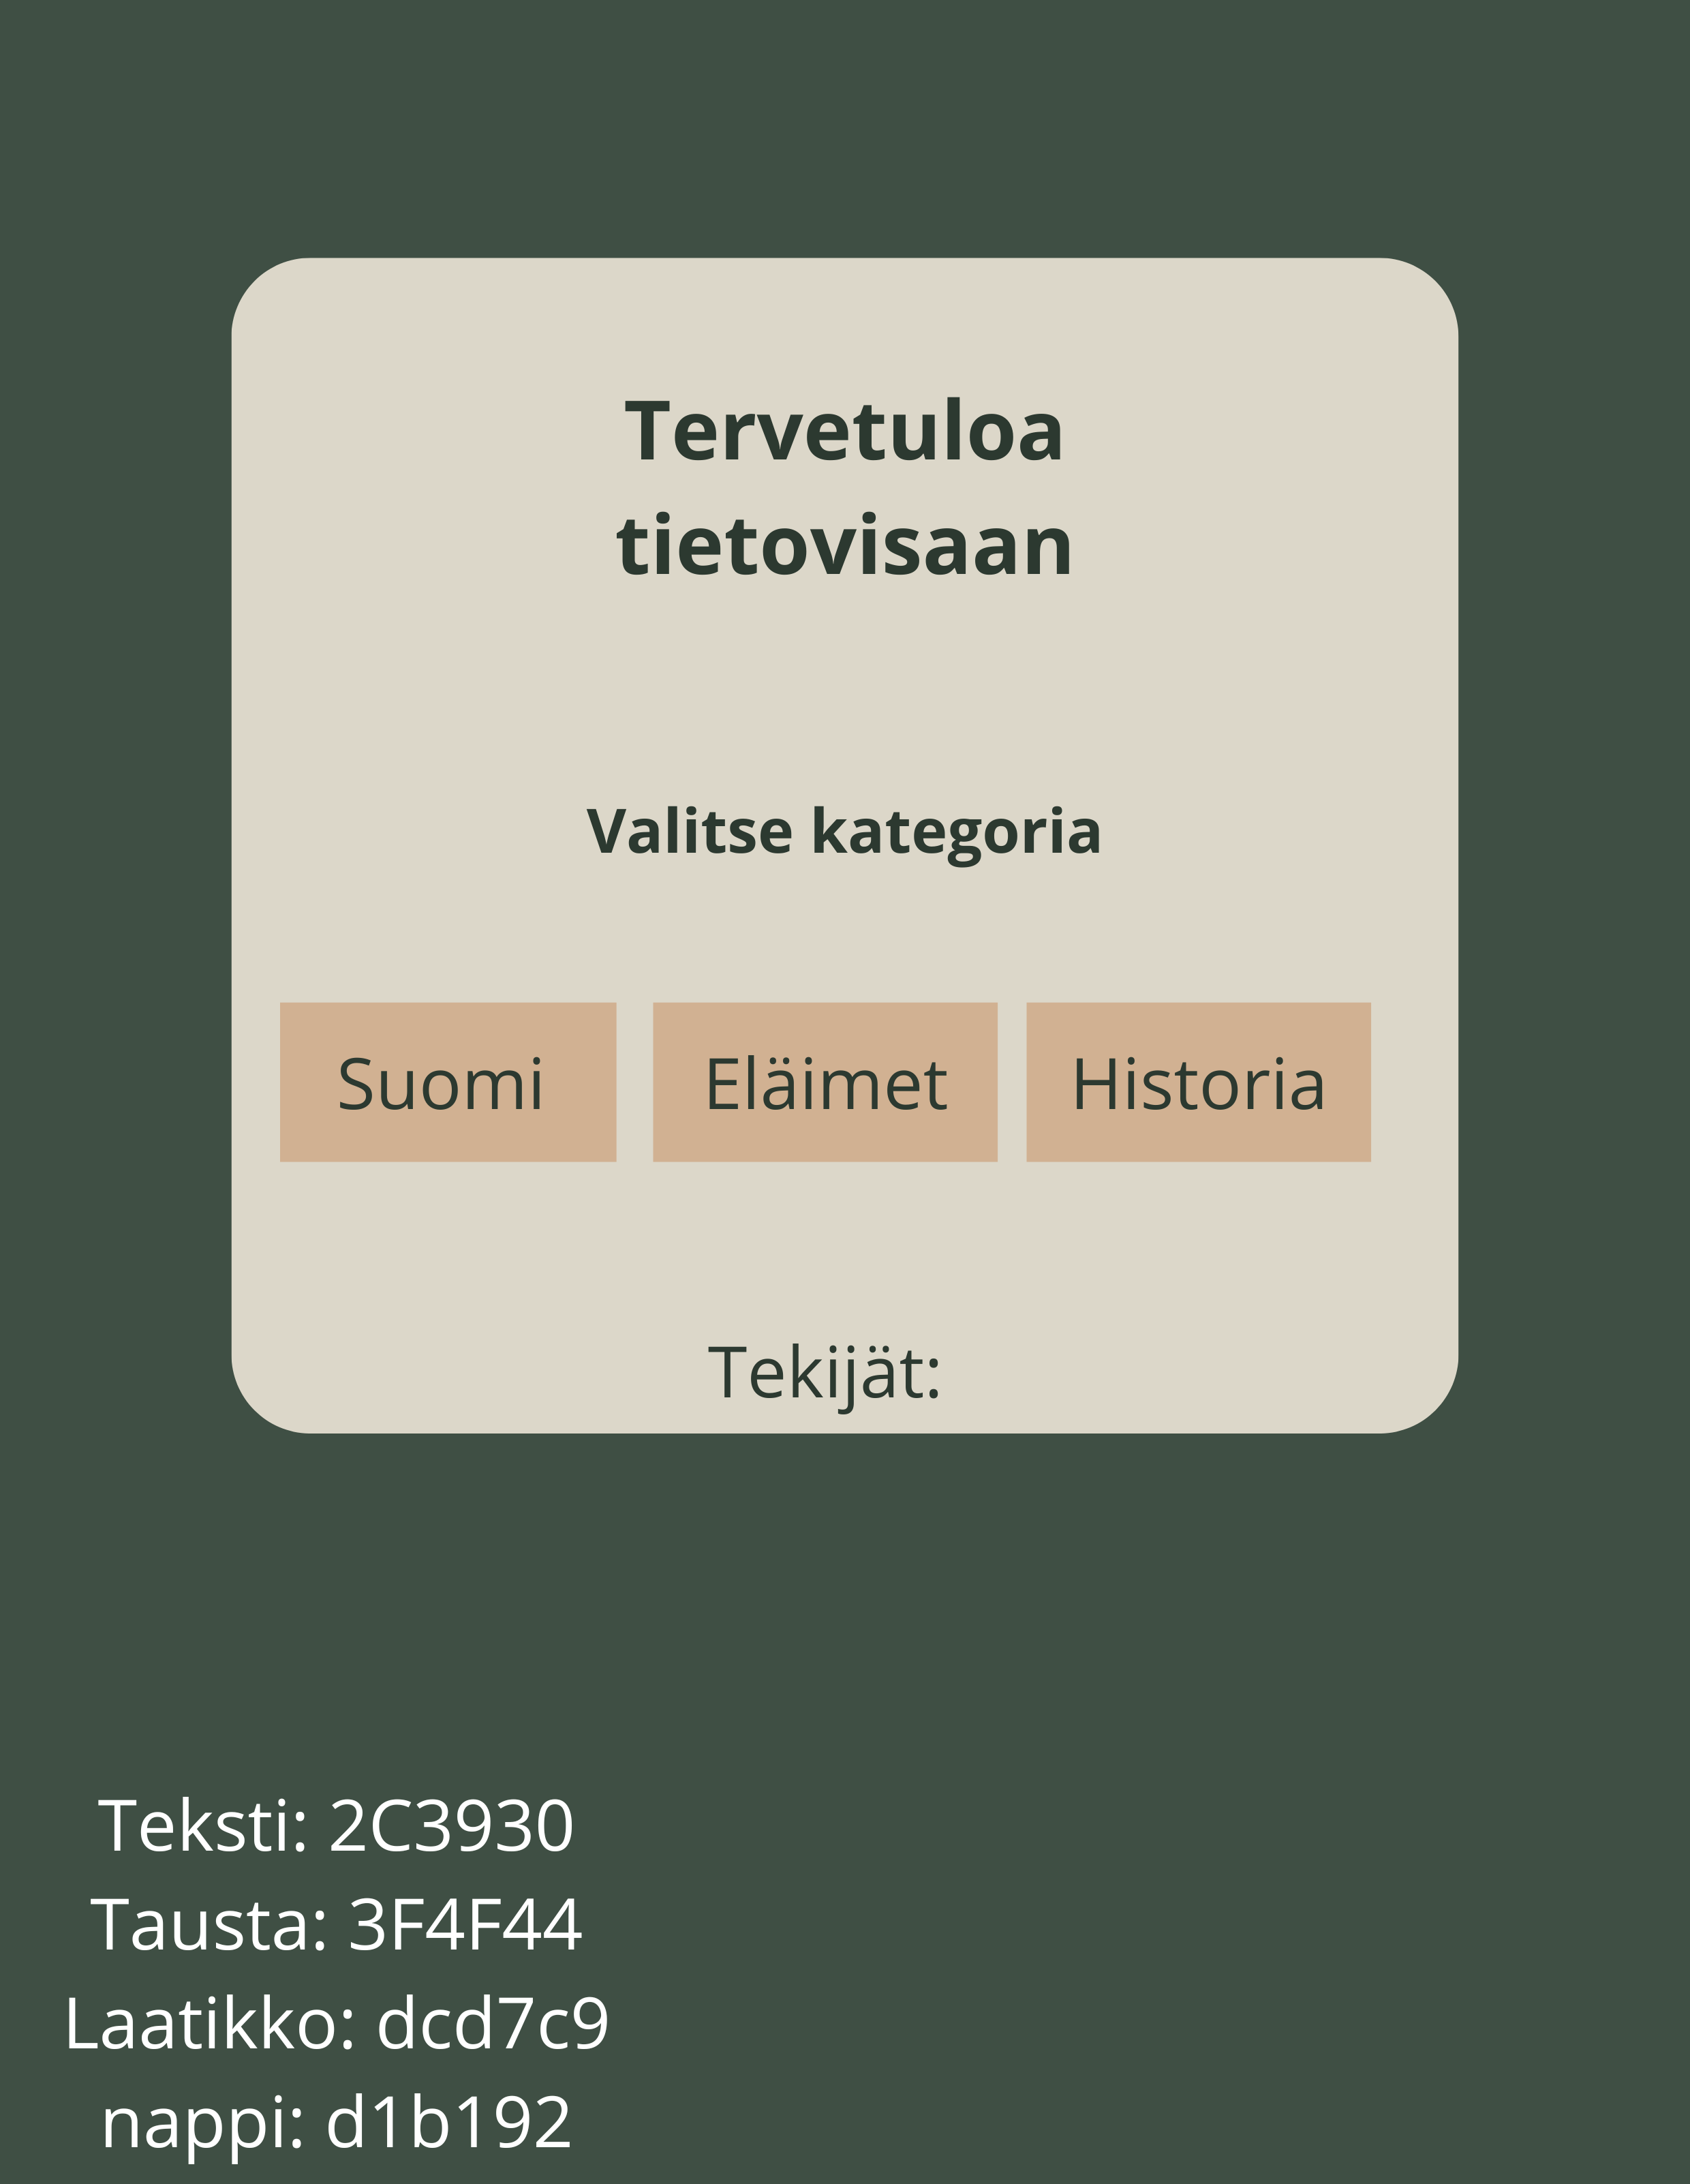 Tervetuloa
tietovisaan
Valitse kategoria
Suomi Eläimet Historia
Tekijät:
Teksti: 2C3930
Tausta: 3F4F44
Laatikko: dcd7c9
nappi: d1b192